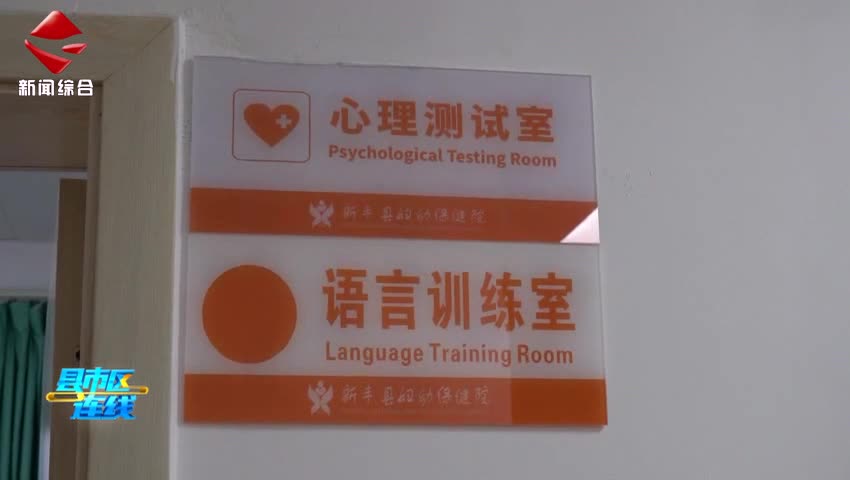 新闻综合
心理测试室
Psychological Testing Room
新丰县妇幼保健院
语言训练室
Language Training Room
新丰县妇幼保健院
县市区
连线